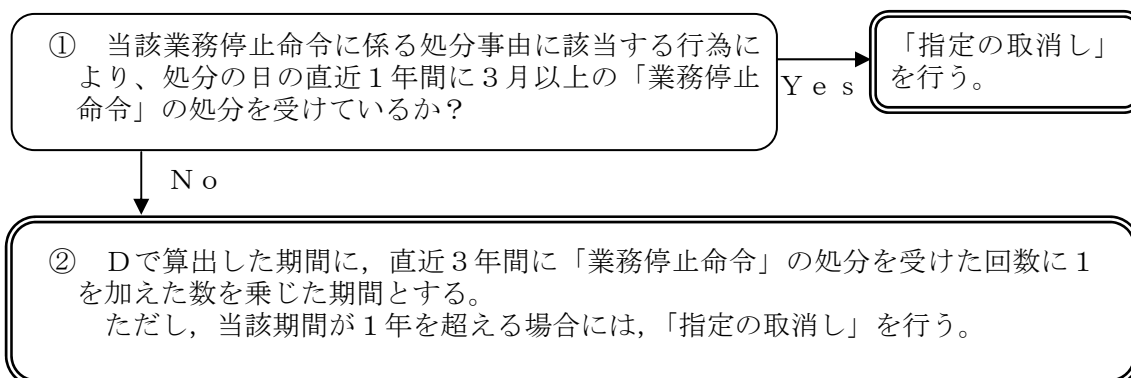 ① 当該業務停止命令に係る処分事由に該当する行為に
より、処分の日の直近１年間に３月以上の「業務停止
命令」の処分を受けているか？
Ｙｅｓ
「指定の取消し」
を行う。
Ｎｏ
② Ｄで算出した期間に，直近３年間に「業務停止命令」の処分を受けた回数に１
を加えた数を乗じた期間とする。
ただし，当該期間が１年を超える場合には，「指定の取消し」を行う。